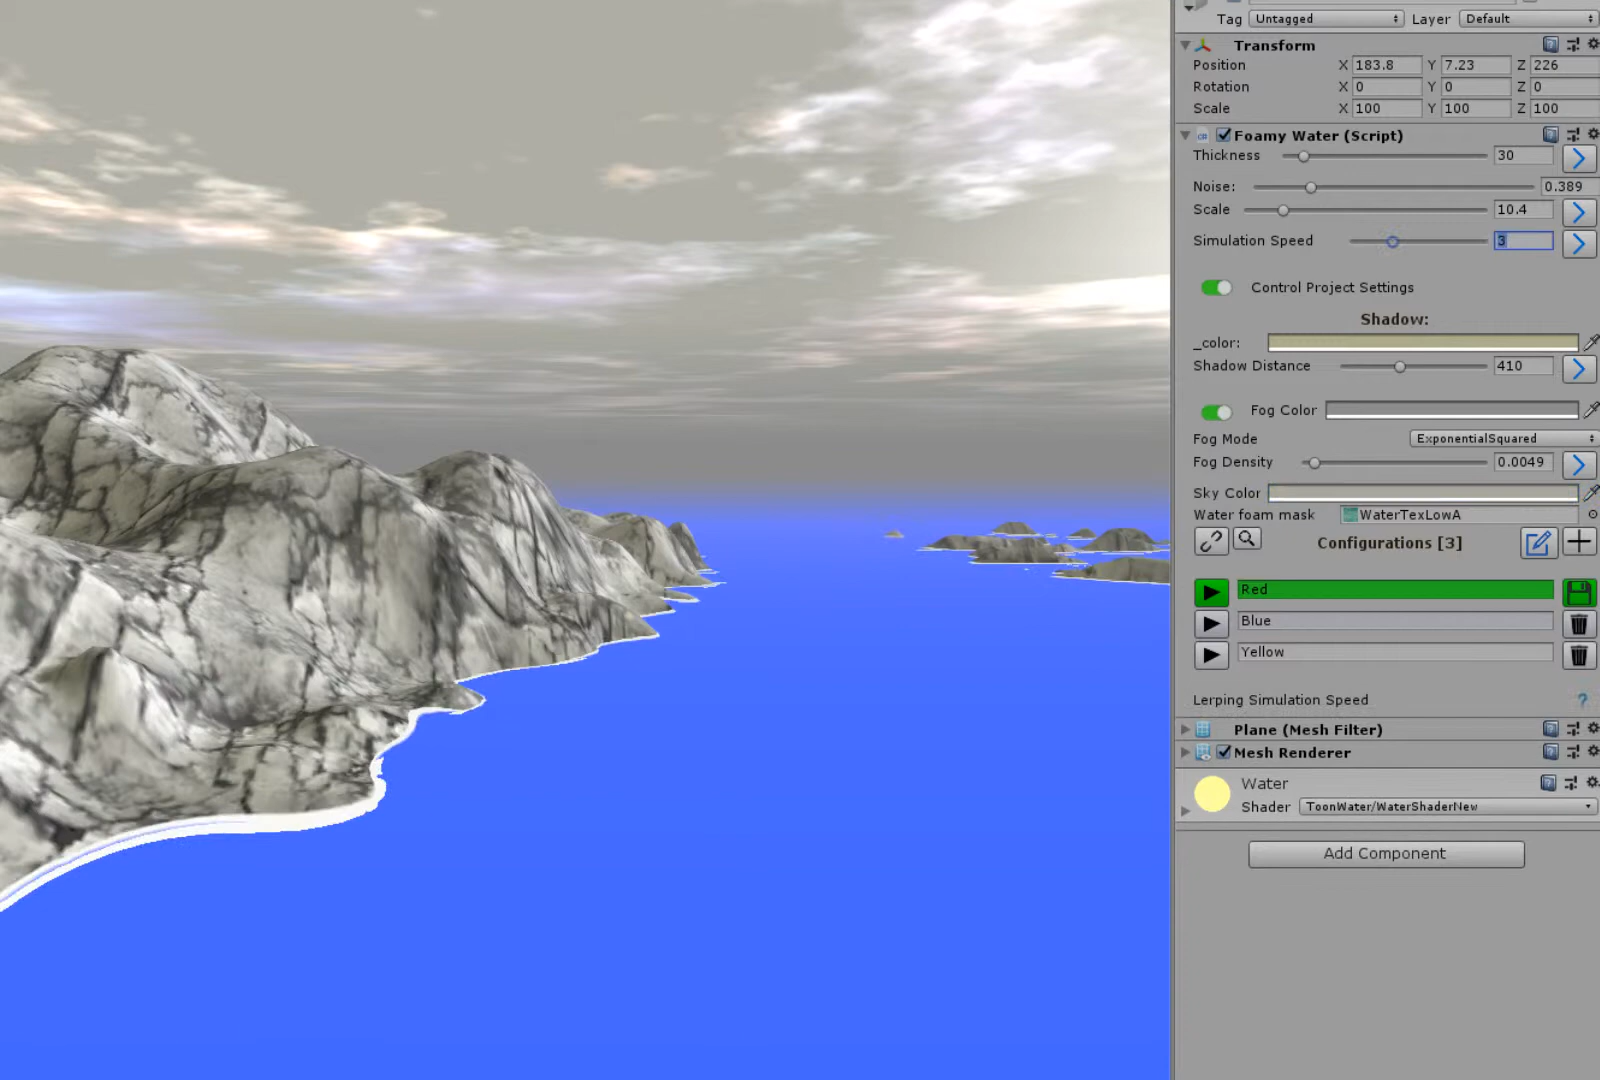 Tag Untagged Layer Default
Transform
Position X 183.8 Y 7.23 Z 226
Rotation X 0 Y 0 Z 0
Scale X 100 Y 100 Z 100
Foamy Water (Script)
Thickness 30
Noise: 0.389
Scale 10.4
Simulation Speed 3
Control Project Settings
Shadow:
_color:
Shadow Distance 410
Fog Color
Fog Mode ExponentialSquared
Fog Density 0.0049
Sky Color
Water foam mask WaterTexLowA
Configurations [3]
Red
Blue
Yellow
Lerping Simulation Speed ?
Plane (Mesh Filter)
Mesh Renderer
Water
Shader ToonWater/WaterShaderNew
Add Component